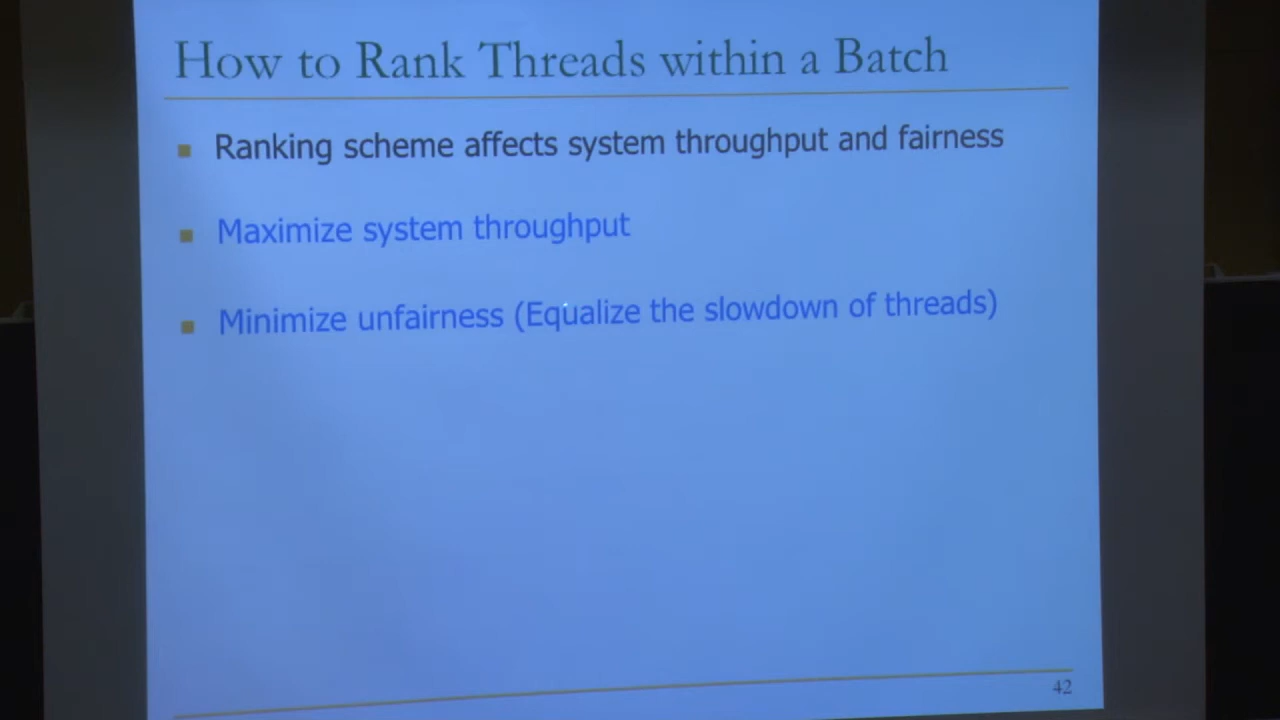 How to Rank Threads within a Batch
Ranking scheme affects system throughput and fairness
Maximize system throughput
Minimize unfairness (Equalize the slowdown of threads)
42